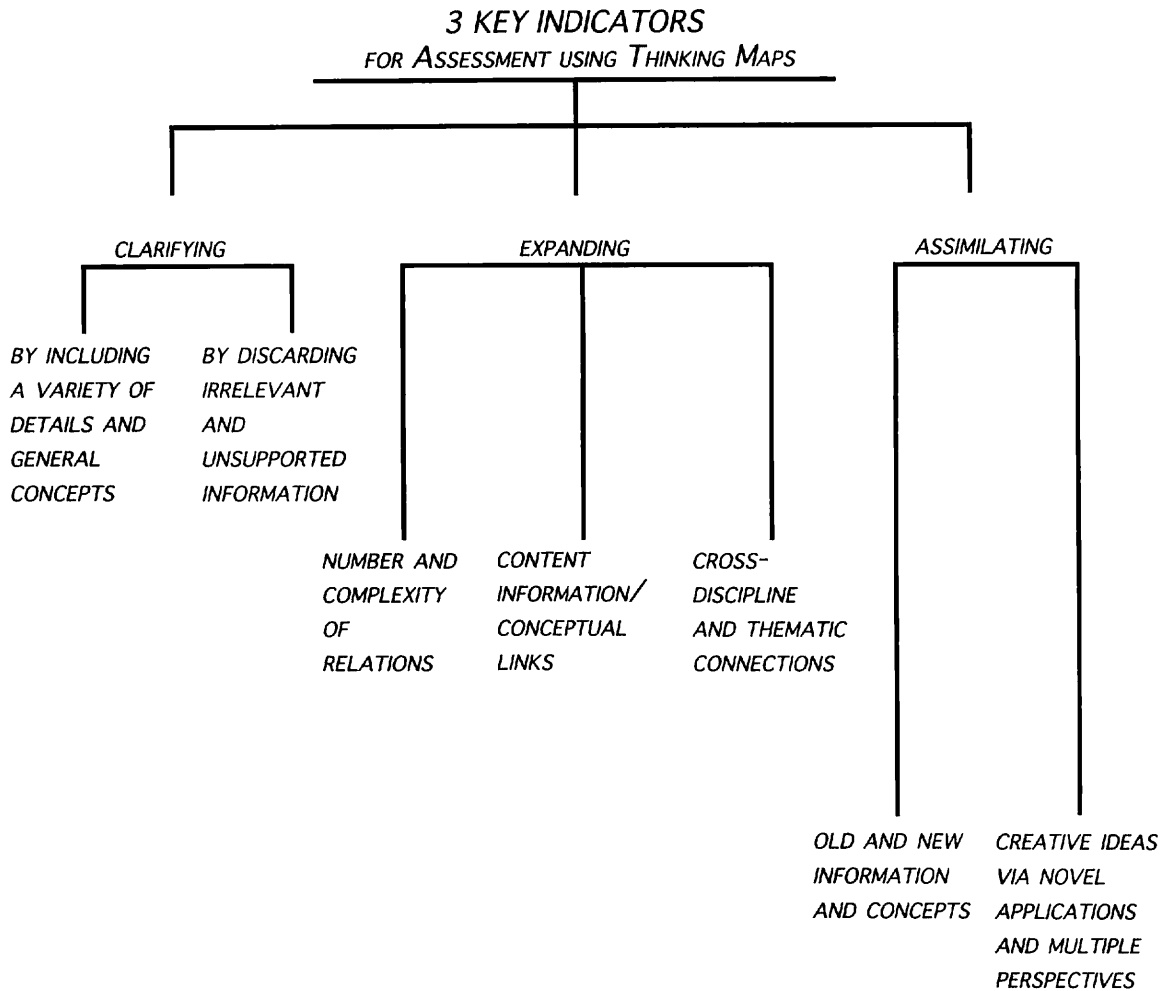 3 KEY INDICATORS
FOR ASSESSMENT USING THINKING MAPS
CLARIFYING
BY INCLUDING
A VARIETY OF
DETAILS AND
GENERAL
CONCEPTS
BY DISCARDING
IRRELEVANT
AND
UNSUPPORTED
INFORMATION
EXPANDING
NUMBER AND
COMPLEXITY
OF
RELATIONS
CONTENT
INFORMATION/
CONCEPTUAL
LINKS
CROSS-
DISCIPLINE
AND THEMATIC
CONNECTIONS
ASSIMILATING
OLD AND NEW
INFORMATION
AND CONCEPTS
CREATIVE IDEAS
VIA NOVEL
APPLICATIONS
AND MULTIPLE
PERSPECTIVES